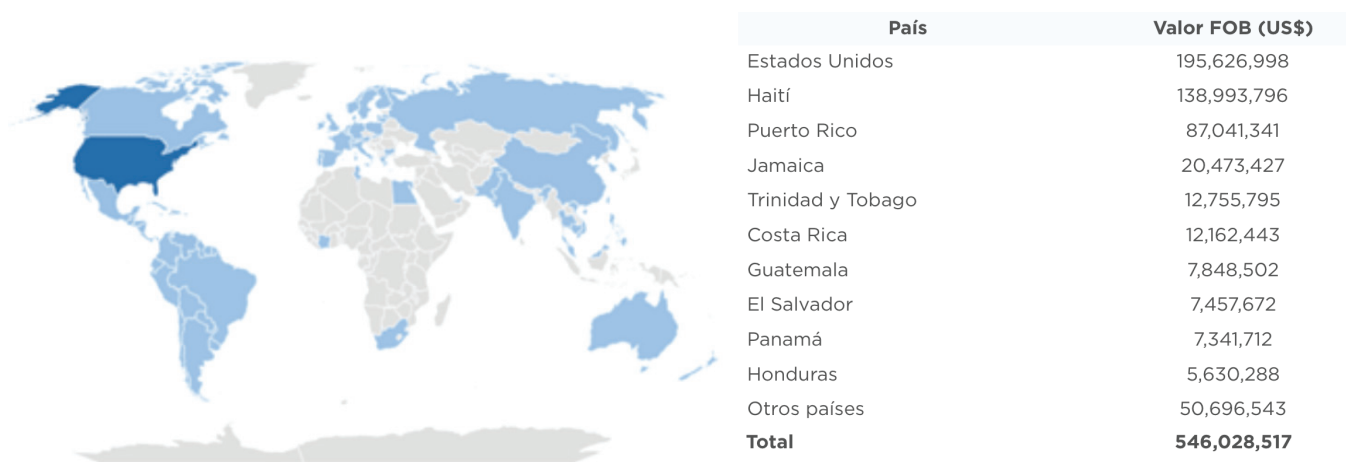 País Valor FOB (US$)
Estados Unidos 195,626,998
Haití 138,993,796
Puerto Rico 87,041,341
Jamaica 20,473,427
Trinidad y Tobago 12,755,795
Costa Rica 12,162,443
Guatemala 7,848,502
El Salvador 7,457,672
Panamá 7,341,712
Honduras 5,630,288
Otros países 50,696,543
Total 546,028,517